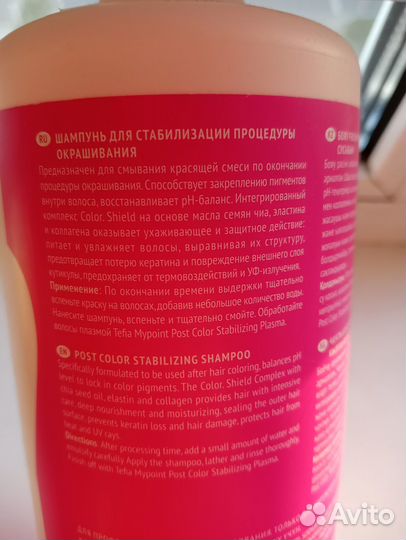 RU ШАМПУНЬ ДЛЯ СТАБИЛИЗАЦИИ ПРОЦЕДУРЫ
ОКРАШИВАНИЯ
Предназначен для смывания красящей смеси по окончании
процедуры окрашивания. Способствует закреплению пигментов
внутри волоса, восстанавливает pH-баланс. Интегрированный
комплекс Color. Shield на основе масла семян чиа, эластина
и коллагена оказывает ухаживающее и защитное действие:
питает и увлажняет волосы, выравнивая их структуру,
предотвращает потерю кератина и повреждение внешнего слоя
кутикулы, предохраняет от термовоздействий и УФ-излучения.
Применение: По окончании времени выдержки тщательно
вспеньте краску на волосах, добавив небольшое количество воды.
Нанесите шампунь, вспеньте и тщательно смойте. Обработайте
волосы плазмой Tefia Mypoint Post Color Stabilizing Plasma.
EN POST COLOR STABILIZING SHAMPOO
Specifically formulated to be used after hair coloring, balances pH
level to lock in color pigments. The Color. Shield Complex with
chia seed oil, elastin and collagen provides hair with intensive
care, deep nourishment and moisturizing, sealing the outer hair
surface, prevents keratin loss and hair damage, protects hair from
heat and UV rays.
Directions: After processing time, add a small amount of water and
emulsify carefully. Apply the shampoo, lather and rinse thoroughly.
Finish off with Tefia Mypoint Post Color Stabilizing Plasma.
KZ
Avito